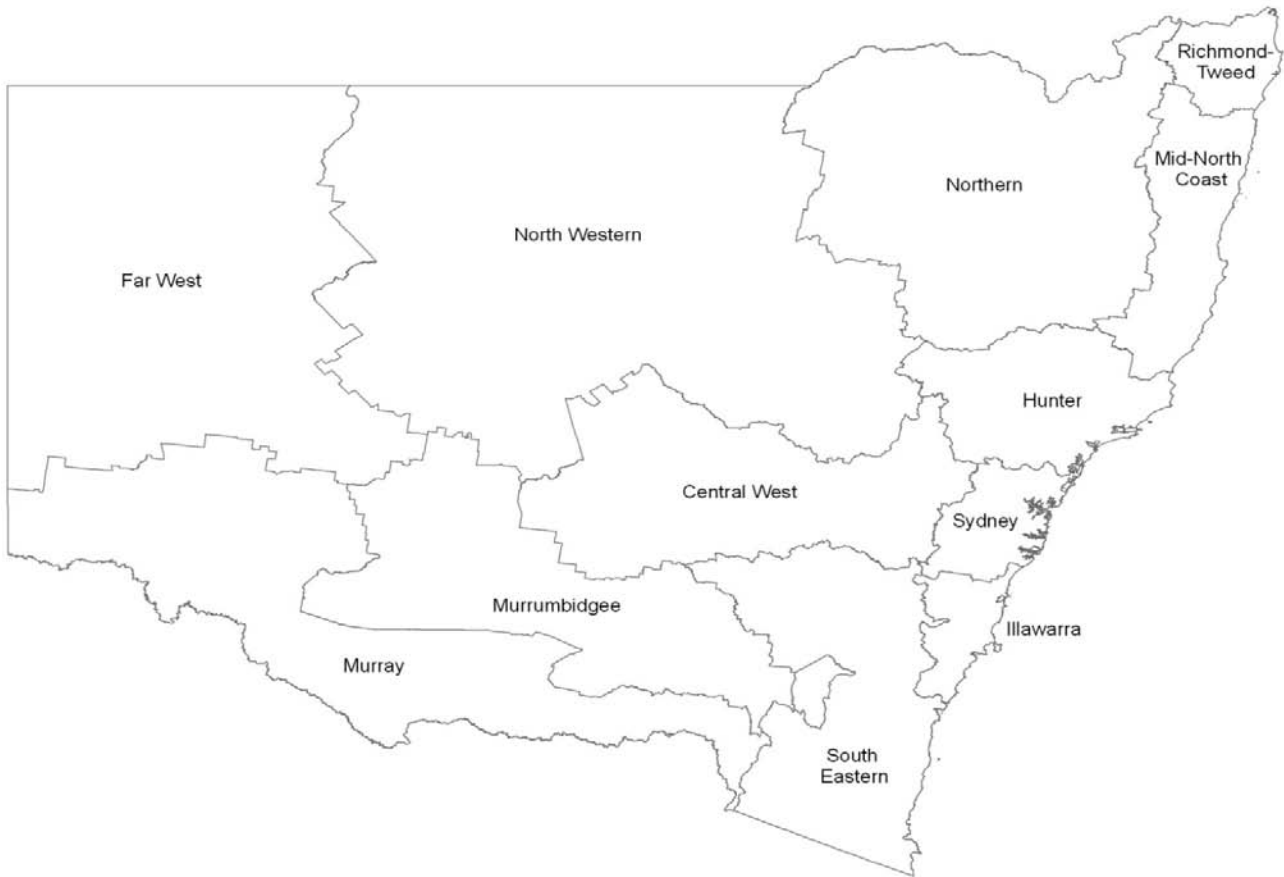 Richmond-
Tweed
Mid-North
Coast
Northern
North Western
Far West
Hunter
Central West
Sydney
Murrumbidgee
Illawarra
Murray
South
Eastern